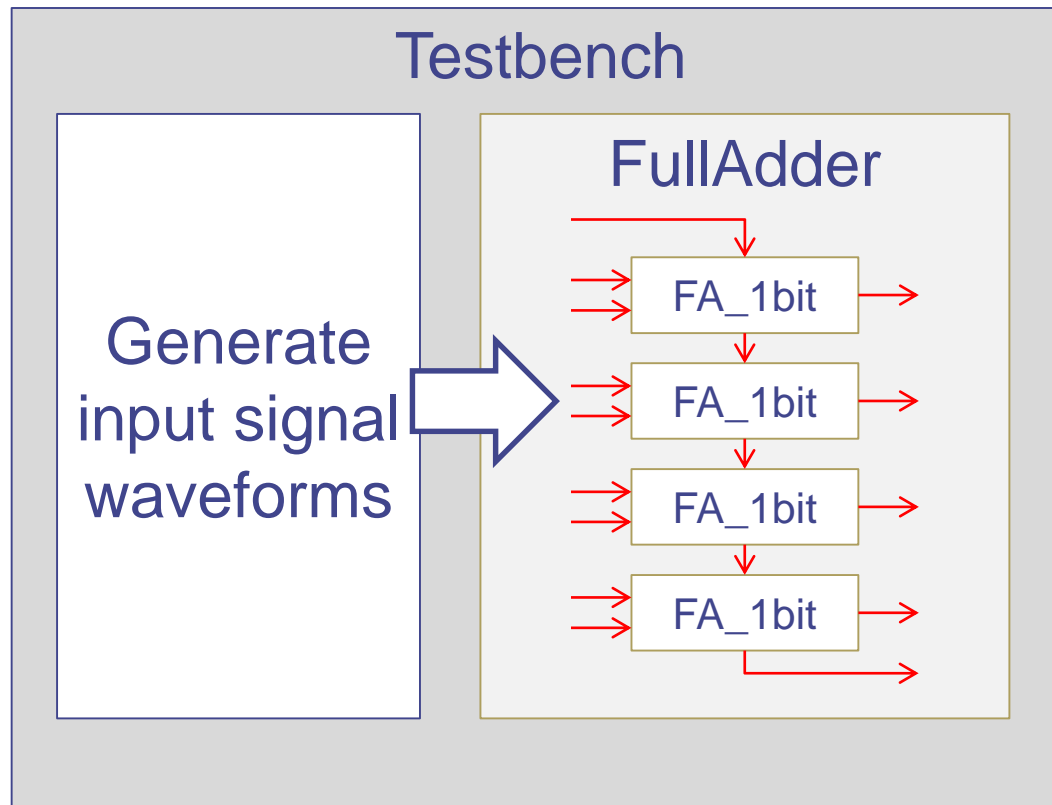 Testbench
Generate
input signal
waveforms
FullAdder
FA_1bit
FA_1bit
FA_1bit
FA_1bit